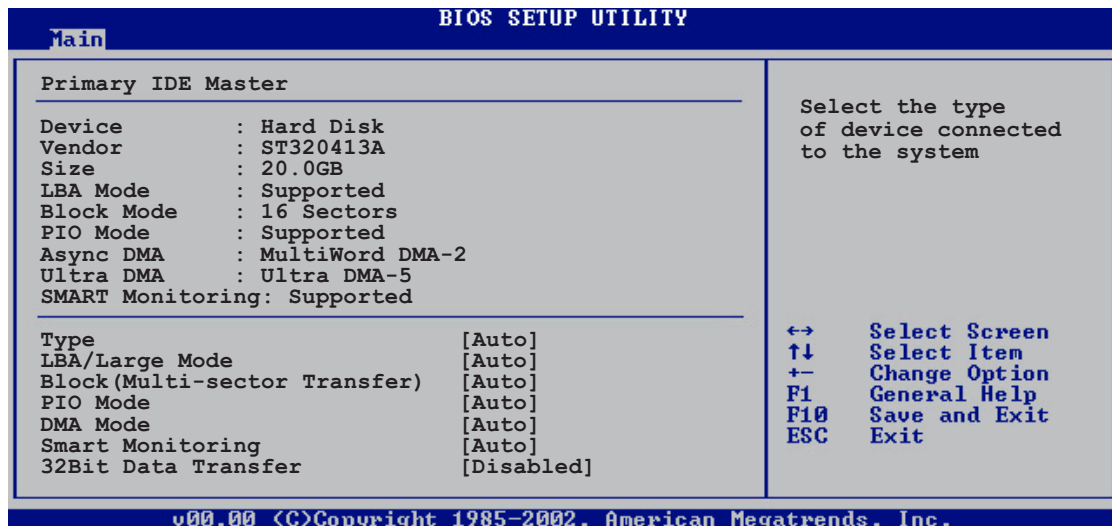 BIOS SETUP UTILITY
Main
Primary IDE Master
Device : Hard Disk
Vendor : ST320413A
Size : 20.0GB
LBA Mode : Supported
Block Mode : 16 Sectors
PIO Mode : Supported
Async DMA : MultiWord DMA-2
Ultra DMA : Ultra DMA-5
SMART Monitoring: Supported
Type [Auto]
LBA/Large Mode [Auto]
Block(Multi-sector Transfer) [Auto]
PIO Mode [Auto]
DMA Mode [Auto]
Smart Monitoring [Auto]
32Bit Data Transfer [Disabled]
Select the type
of device connected
to the system
←→ Select Screen
↑↓ Select Item
+- Change Option
F1 General Help
F10 Save and Exit
ESC Exit
v00.00 (C)Copyright 1985-2002, American Megatrends, Inc.